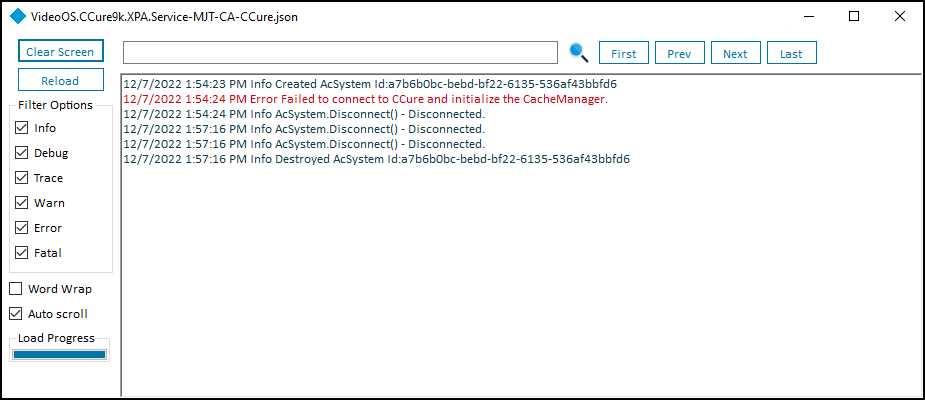 VideoOS.CCure9k.XPA.Service-MJT-CA-CCure.json
Clear Screen
First
Prev
Next
Last
Reload
Filter Options
Info
Debug
Trace
Warn
Error
Fatal
Word Wrap
Auto scroll
Load Progress
12/7/2022 1:54:23 PM Info Created AcSystem Id:a7b6b0bc-bebd-bf22-6135-536af43bbfd6
12/7/2022 1:54:24 PM Error Failed to connect to CCure and initialize the CacheManager.
12/7/2022 1:54:24 PM Info AcSystem.Disconnect() - Disconnected.
12/7/2022 1:57:16 PM Info AcSystem.Disconnect() - Disconnected.
12/7/2022 1:57:16 PM Info AcSystem.Disconnect() - Disconnected.
12/7/2022 1:57:16 PM Info Destroyed AcSystem Id:a7b6b0bc-bebd-bf22-6135-536af43bbfd6